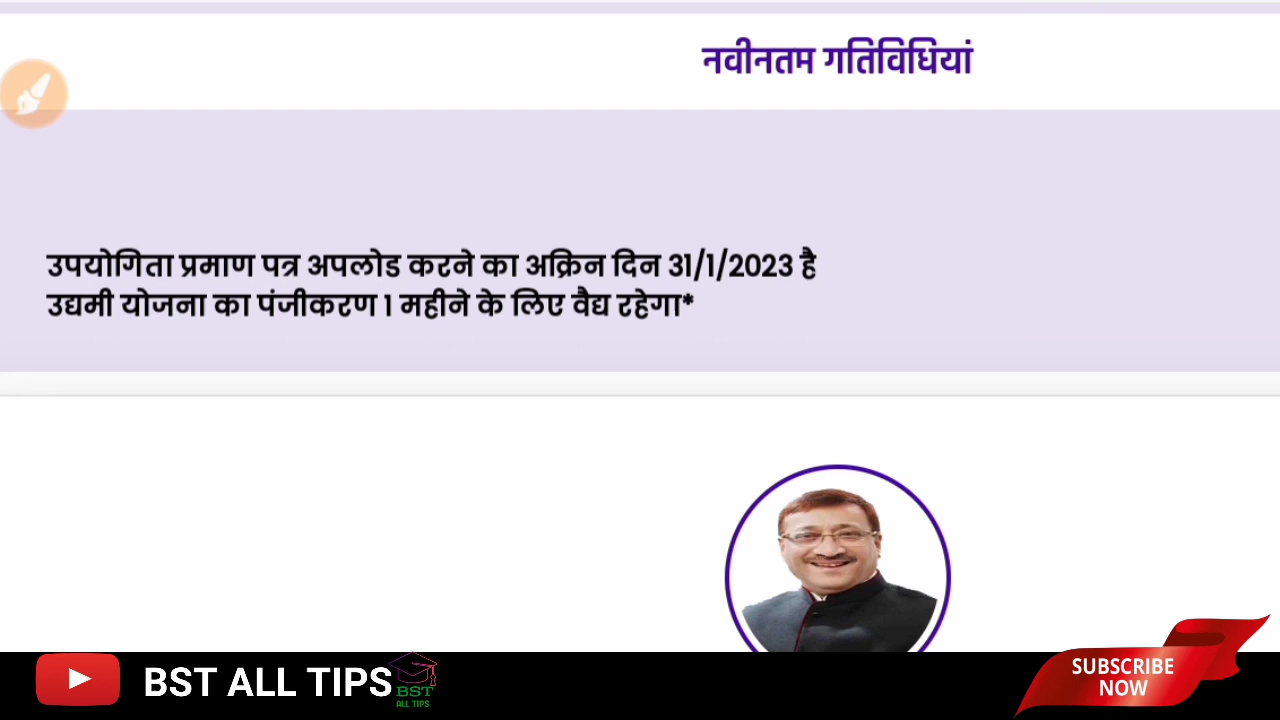 नवीनतम गतिविधियां
उपयोगिता प्रमाण पत्र अपलोड करने का अक्रिन दिन 31/1/2023 है
उद्यमी योजना का पंजीकरण 1 महीने के लिए वैद्य रहेगा*
BST ALL TIPS
BST
ALL TIPS
SUBSCRIBE
NOW